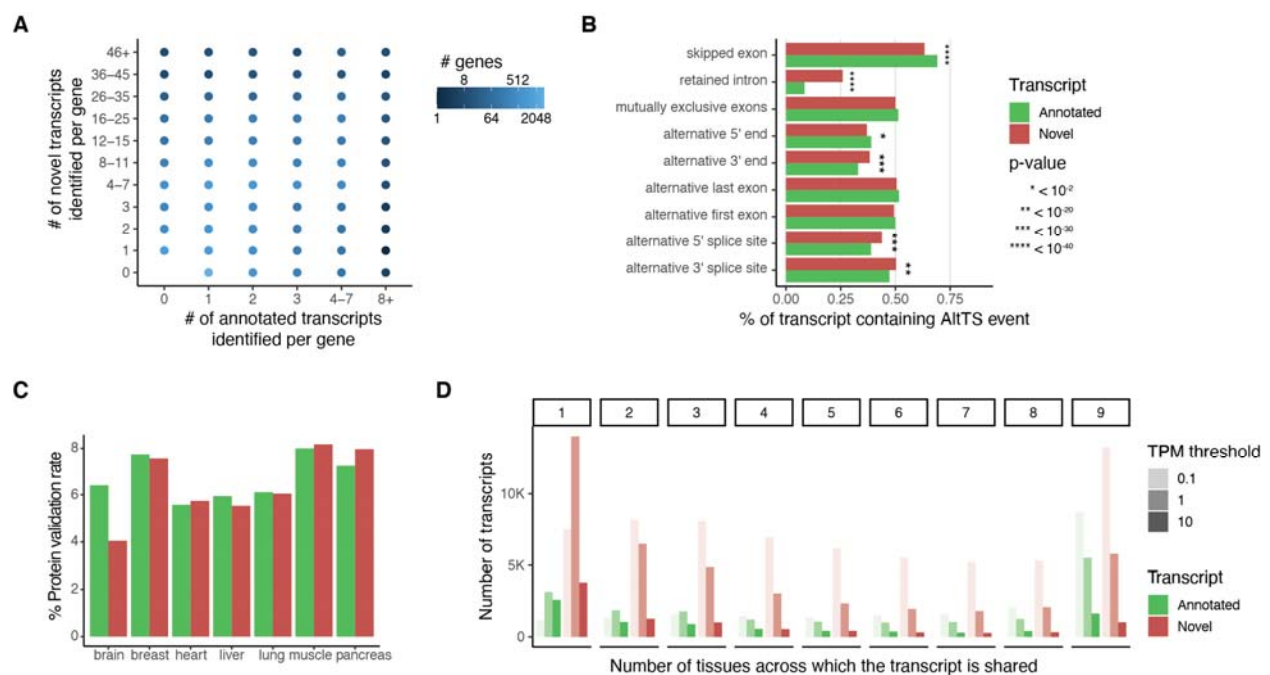 A
# of novel transcripts
identified per gene
46+
36–45
26–35
16–25
12–15
8–11
4–7
3
2
1
0
0 1 2 3 4–7 8+
# of annotated transcripts
identified per gene
# genes
8 512
1 64 2048
B
skipped exon
retained intron
mutually exclusive exons
alternative 5' end
alternative 3' end
alternative last exon
alternative first exon
alternative 5' splice site
alternative 3' splice site
****
****
*
***
***
**
0.00 0.25 0.50 0.75
% of transcript containing AltTS event
Transcript
Annotated
Novel
p-value
* < 10⁻²
** < 10⁻²⁰
*** < 10⁻³⁰
**** < 10⁻⁴⁰
C
% Protein validation rate
8
6
4
2
0
brain breast heart liver lung muscle pancreas
D
1 2 3 4 5 6 7 8 9
Number of transcripts
10K
5K
0
Number of tissues across which the transcript is shared
TPM threshold
0.1
1
10
Transcript
Annotated
Novel